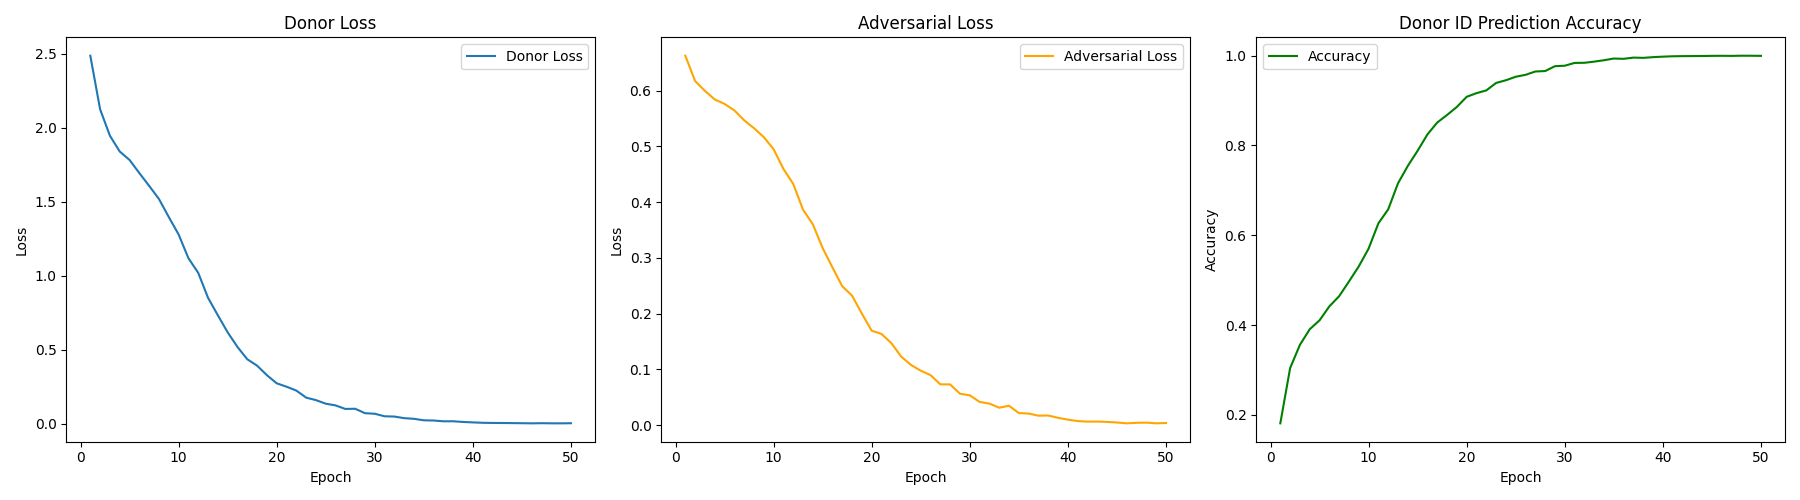 Donor Loss
Donor Loss
2.5
2.0
1.5
1.0
0.5
0.0
Loss
0 10 20 30 40 50
Epoch
Adversarial Loss
Adversarial Loss
0.6
0.5
0.4
0.3
0.2
0.1
0.0
Loss
0 10 20 30 40 50
Epoch
Donor ID Prediction Accuracy
Accuracy
1.0
0.8
0.6
0.4
0.2
Accuracy
0 10 20 30 40 50
Epoch